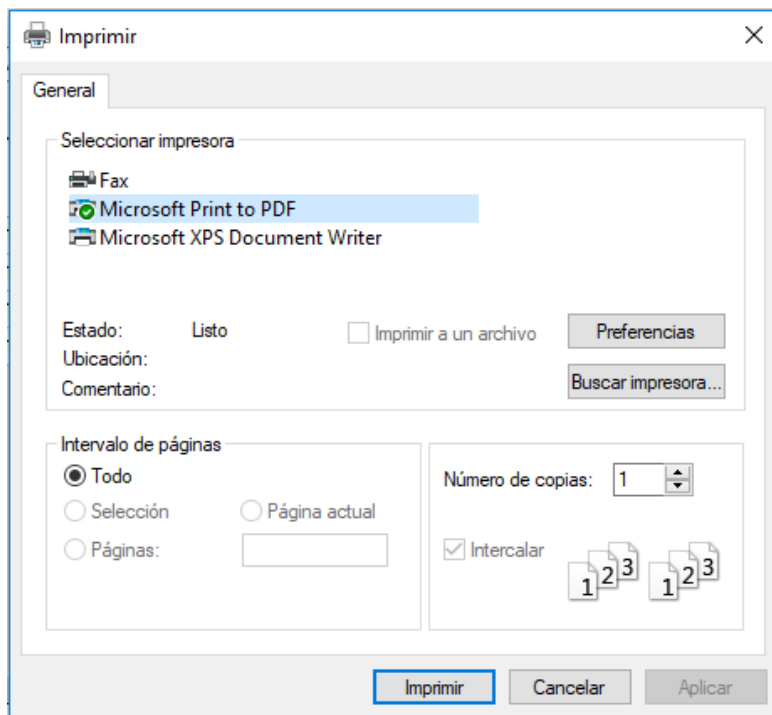 Imprimir
General
Seleccionar impresora
Fax
Microsoft Print to PDF
Microsoft XPS Document Writer
Estado: Listo
Imprimir a un archivo
Preferencias
Ubicación:
Comentario:
Buscar impresora...
Intervalo de páginas
Todo
Selección
Página actual
Páginas:
Número de copias: 1
Intercalar
1 2 3 1 2 3
Imprimir Cancelar Aplicar